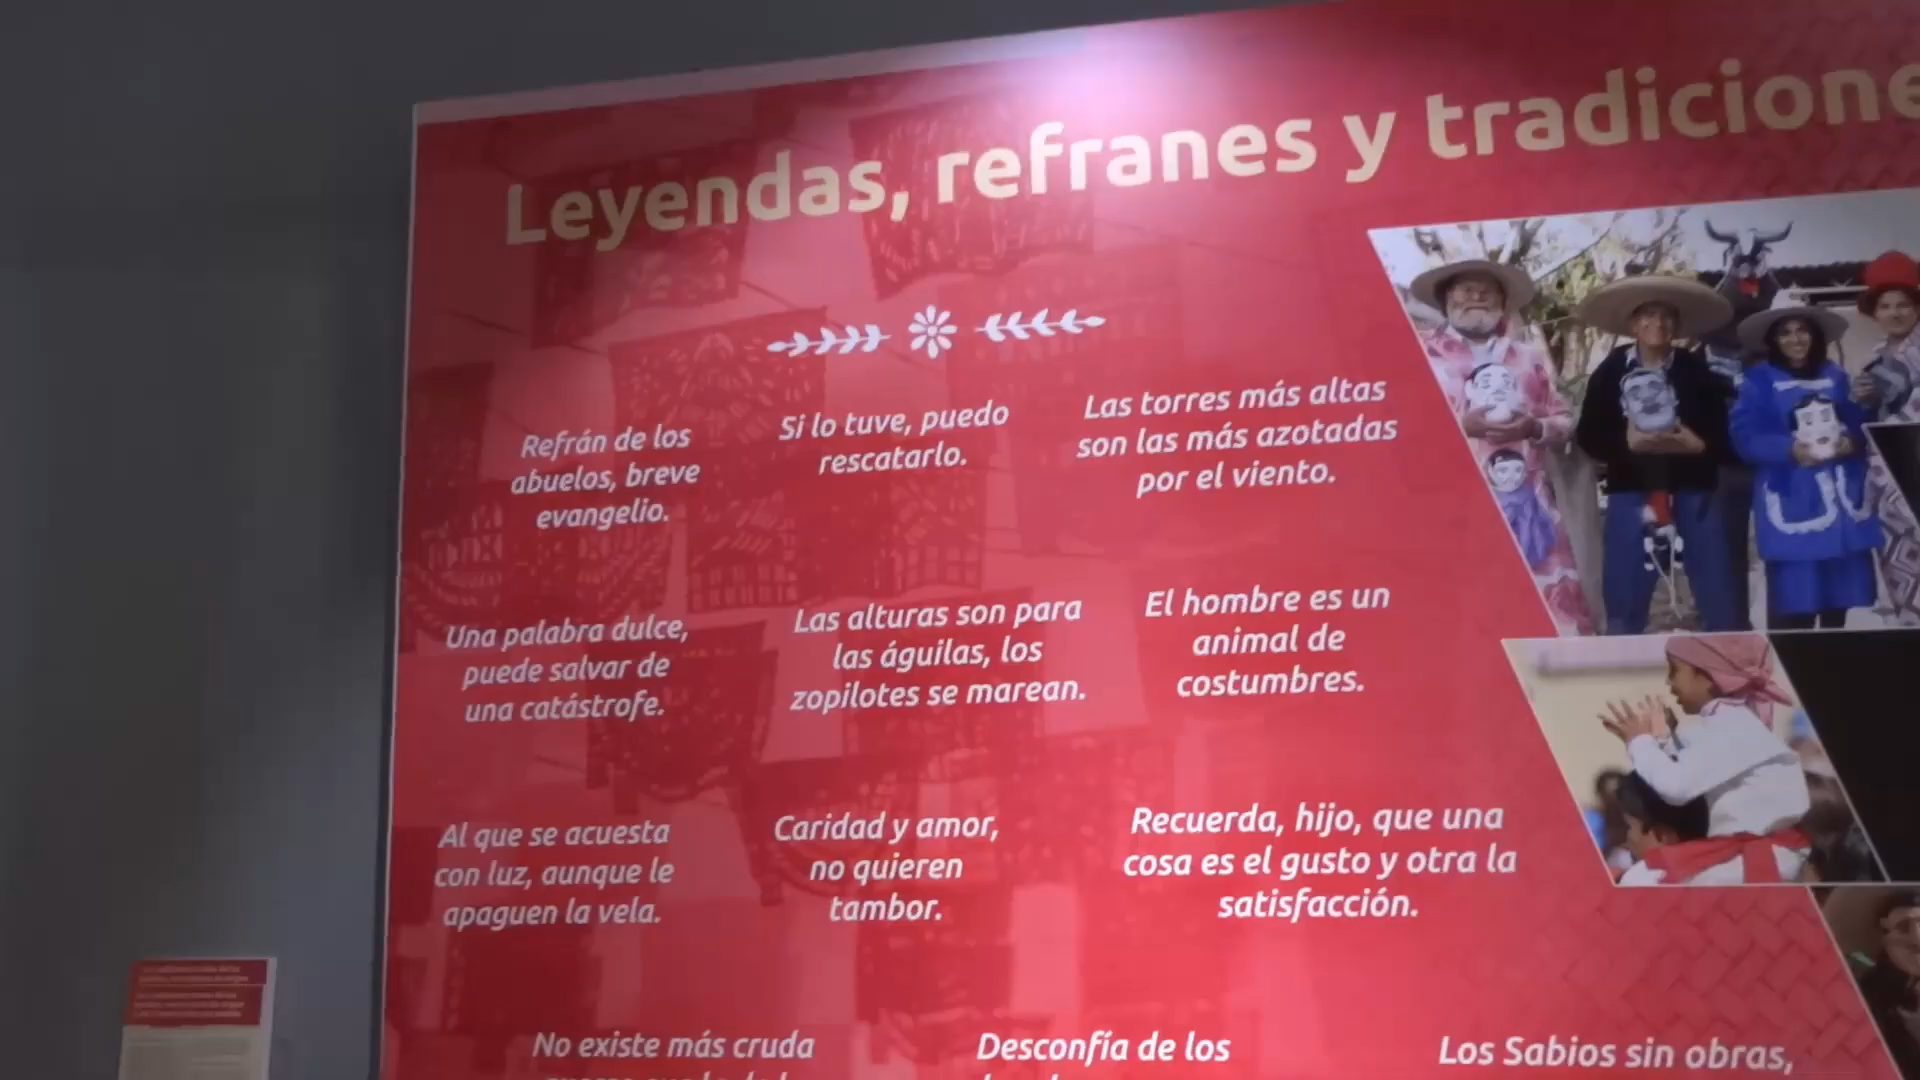 Leyendas, refranes y tradicione
Refrán de los
abuelos, breve
evangelio.
Si lo tuve, puedo
rescatarlo.
Las torres más altas
son las más azotadas
por el viento.
Una palabra dulce,
puede salvar de
una catástrofe.
Las alturas son para
las águilas, los
zopilotes se marean.
El hombre es un
animal de
costumbres.
Al que se acuesta
con luz, aunque le
apaguen la vela.
Caridad y amor,
no quieren
tambor.
Recuerda, hijo, que una
cosa es el gusto y otra la
satisfacción.
No existe más cruda
Desconfía de los
Los Sabios sin obras,